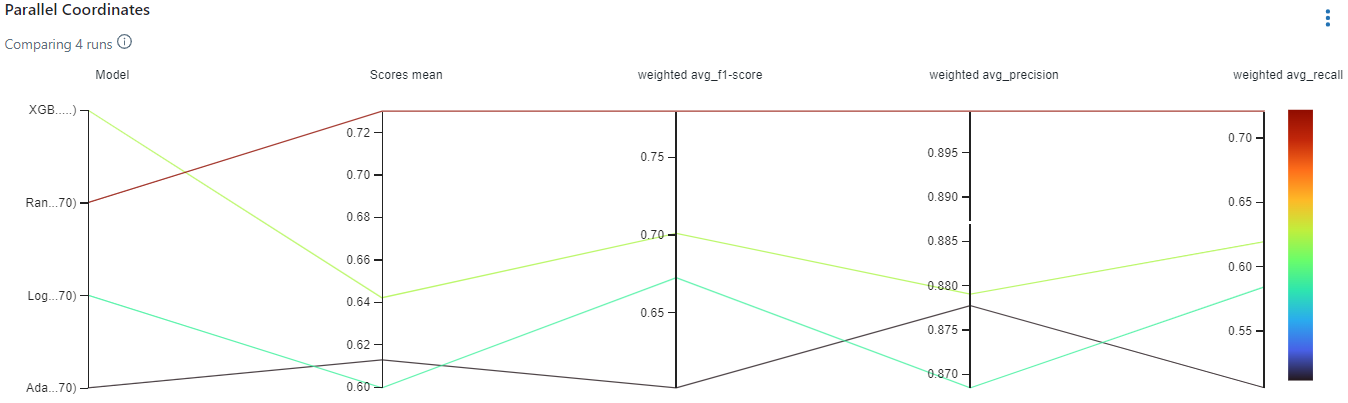 Parallel Coordinates
Comparing 4 runs
Model Scores mean weighted avg_f1-score weighted avg_precision weighted avg_recall
XGB.....)
Ran...70)
Log...70)
Ada...70)
0.72
0.70
0.68
0.66
0.64
0.62
0.60
0.75
0.70
0.65
0.895
0.890
0.885
0.880
0.875
0.870
0.70
0.65
0.60
0.55